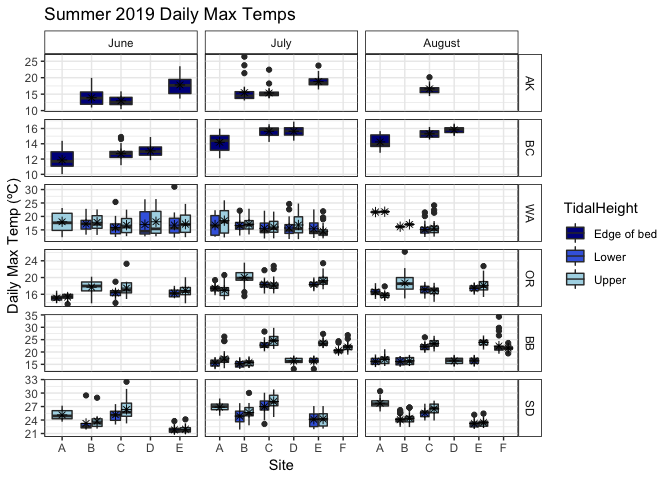 Summer 2019 Daily Max Temps
June July August
25
20
15
10
AK
16
14
12
10
BC
30
25
20
15
WA
24
20
16
OR
35
30
25
20
15
BB
33
30
27
24
21
SD
Daily Max Temp (ºC)
A B C D E A B C D E F A B C D E F
Site
TidalHeight
Edge of bed
Lower
Upper